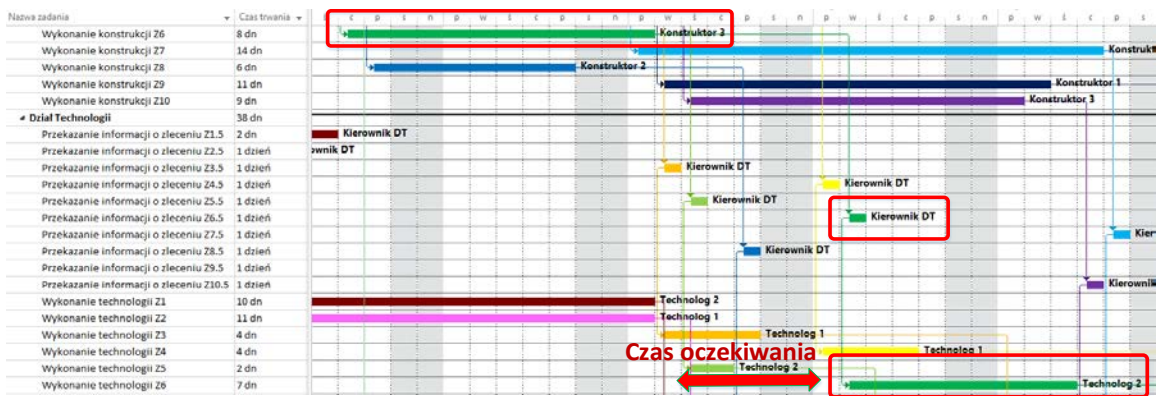 Nazwa zadania Czas trwania ś c p s n p w ś c p s n p w ś c p s n p w ś c p s n p w ś c p s
Wykonanie konstrukcji Z6 8 dn Konstruktor 3
Wykonanie konstrukcji Z7 14 dn Konstrukt
Wykonanie konstrukcji Z8 6 dn Konstruktor 2
Wykonanie konstrukcji Z9 11 dn Konstruktor 1
Wykonanie konstrukcji Z10 9 dn Konstruktor 3
Dział Technologii 38 dn
Przekazanie informacji o zleceniu Z1.5 2 dn Kierownik DT
Przekazanie informacji o zleceniu Z2.5 1 dzień ownik DT
Przekazanie informacji o zleceniu Z3.5 1 dzień Kierownik DT
Przekazanie informacji o zleceniu Z4.5 1 dzień Kierownik DT
Przekazanie informacji o zleceniu Z5.5 1 dzień Kierownik DT
Przekazanie informacji o zleceniu Z6.5 1 dzień Kierownik DT
Przekazanie informacji o zleceniu Z7.5 1 dzień Kier
Przekazanie informacji o zleceniu Z8.5 1 dzień Kierownik DT
Przekazanie informacji o zleceniu Z9.5 1 dzień
Przekazanie informacji o zleceniu Z10.5 1 dzień Kierownik
Wykonanie technologii Z1 10 dn Technolog 2
Wykonanie technologii Z2 11 dn Technolog 1
Wykonanie technologii Z3 4 dn Technolog 1
Wykonanie technologii Z4 4 dn Czas oczekiwania Technolog 1
Wykonanie technologii Z5 2 dn Technolog 2
Wykonanie technologii Z6 7 dn Technolog 2